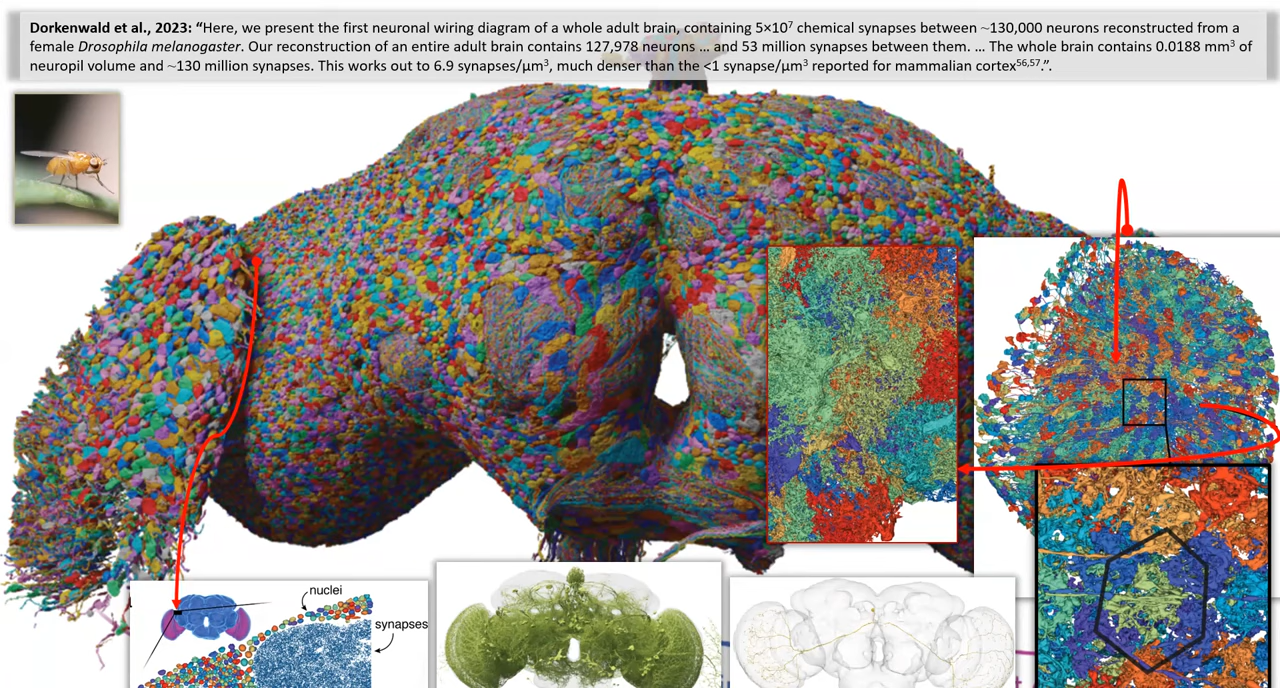 Dorkenwald et al., 2023: “Here, we present the first neuronal wiring diagram of a whole adult brain, containing 5×10⁷ chemical synapses between ~130,000 neurons reconstructed from a
female Drosophila melanogaster. Our reconstruction of an entire adult brain contains 127,978 neurons … and 53 million synapses between them. … The whole brain contains 0.0188 mm³ of
neuropil volume and ~130 million synapses. This works out to 6.9 synapses/µm³, much denser than the <1 synapse/µm³ reported for mammalian cortex⁵⁶,⁵⁷.”.
nuclei
synapses